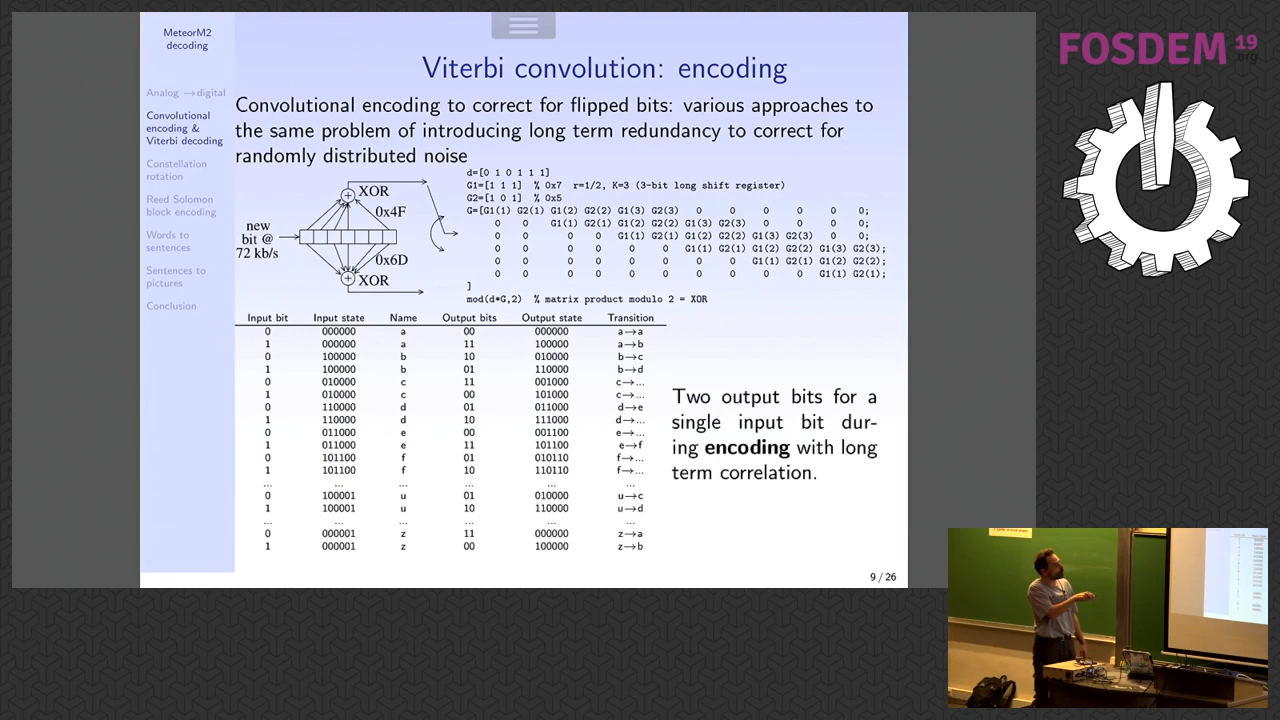 MeteorM2
decoding
Analog →digital
Convolutional
encoding &
Viterbi decoding
Constellation
rotation
Reed Solomon
block encoding
Words to
sentences
Sentences to
pictures
Conclusion
Viterbi convolution: encoding
Convolutional encoding to correct for flipped bits: various approaches to
the same problem of introducing long term redundancy to correct for
randomly distributed noise
XOR
0x4F
new
bit @
72 kb/s
0x6D
XOR
d=[0 1 0 1 1 1]
G1=[1 1 1] % 0x7 r=1/2, K=3 (3-bit long shift register)
G2=[1 0 1] % 0x5
G=[G1(1) G2(1) G1(2) G2(2) G1(3) G2(3) 0 0 0 0 0 0;
0 0 G1(1) G2(1) G1(2) G2(2) G1(3) G2(3) 0 0 0 0;
0 0 0 0 G1(1) G2(1) G1(2) G2(2) G1(3) G2(3) 0 0;
0 0 0 0 0 0 G1(1) G2(1) G1(2) G2(2) G1(3) G2(3);
0 0 0 0 0 0 0 0 G1(1) G2(1) G1(2) G2(2);
0 0 0 0 0 0 0 0 0 0 G1(1) G2(1);
]
mod(d*G,2) % matrix product modulo 2 = XOR
Input bit Input state Name Output bits Output state Transition
0 000000 a 00 000000 a→a
1 000000 a 11 100000 a→b
0 100000 b 10 010000 b→c
1 100000 b 01 110000 b→d
0 010000 c 11 001000 c→...
1 010000 c 00 101000 c→...
0 110000 d 01 011000 d→e
1 110000 d 10 111000 d→...
0 011000 e 00 001100 e→...
1 011000 e 11 101100 e→f
0 101100 f 01 010110 f→...
1 101100 f 10 110110 f→...
... ... ... ... ... ...
0 100001 u 01 010000 u→c
1 100001 u 10 110000 u→d
... ... ... ... ... ...
0 000001 z 11 000000 z→a
1 000001 z 00 100000 z→b
Two output bits for a
single input bit dur-
ing encoding with long
term correlation.
9 / 26
FOSDEM 19
.org